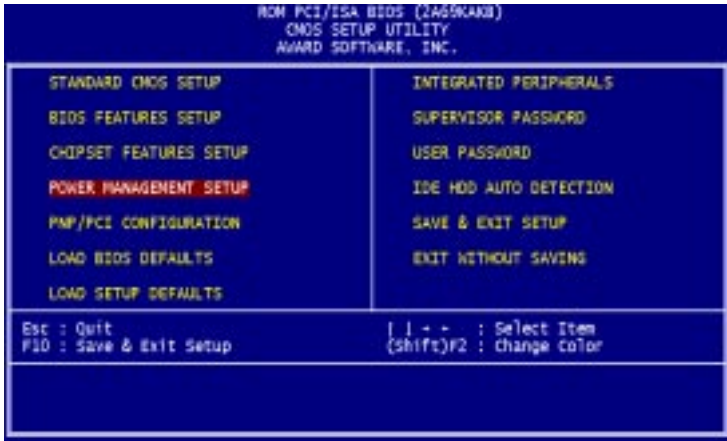 ROM PCI/ISA BIOS (2A69KAKB)
CMOS SETUP UTILITY
AWARD SOFTWARE, INC.
STANDARD CMOS SETUP
BIOS FEATURES SETUP
CHIPSET FEATURES SETUP
POWER MANAGEMENT SETUP
PNP/PCI CONFIGURATION
LOAD BIOS DEFAULTS
LOAD SETUP DEFAULTS
INTEGRATED PERIPHERALS
SUPERVISOR PASSWORD
USER PASSWORD
IDE HDD AUTO DETECTION
SAVE & EXIT SETUP
EXIT WITHOUT SAVING
Esc : Quit
F10 : Save & Exit Setup
: Select Item
(Shift)F2 : Change Color